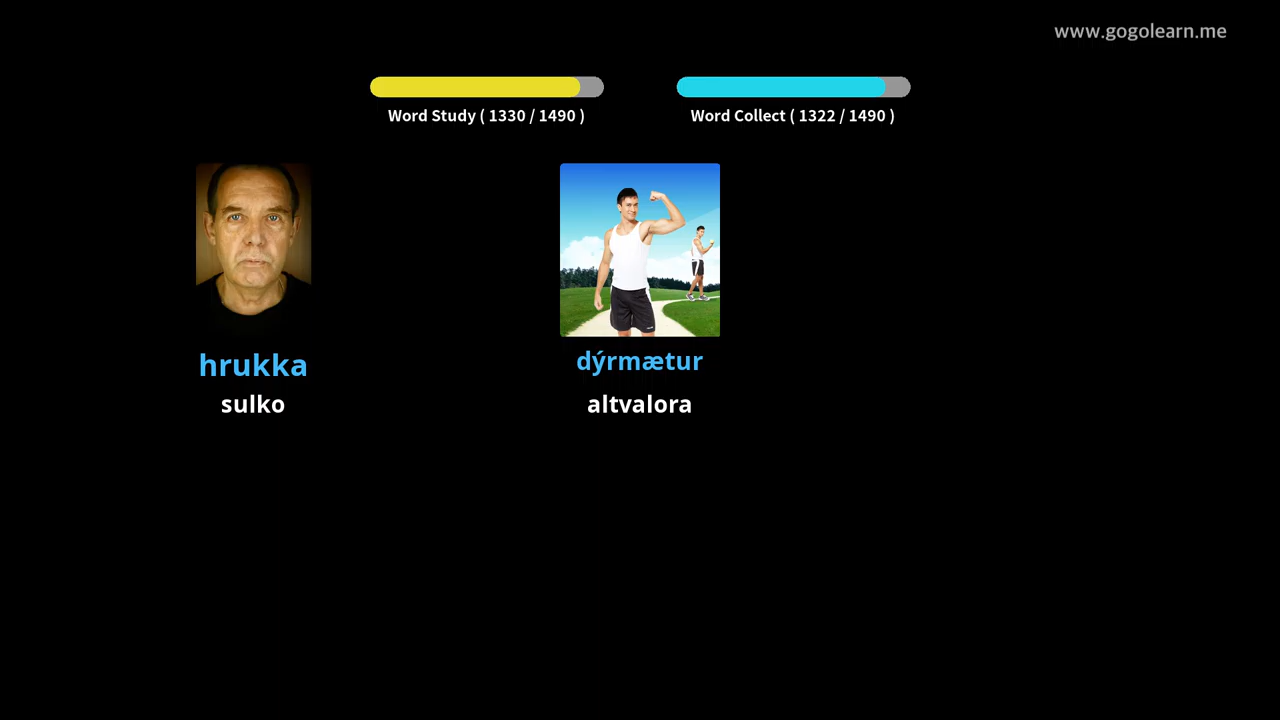 www.gogolearn.me
Word Study ( 1330 / 1490 )
Word Collect ( 1322 / 1490 )
hrukka
dýrmætur
sulko
altvalora